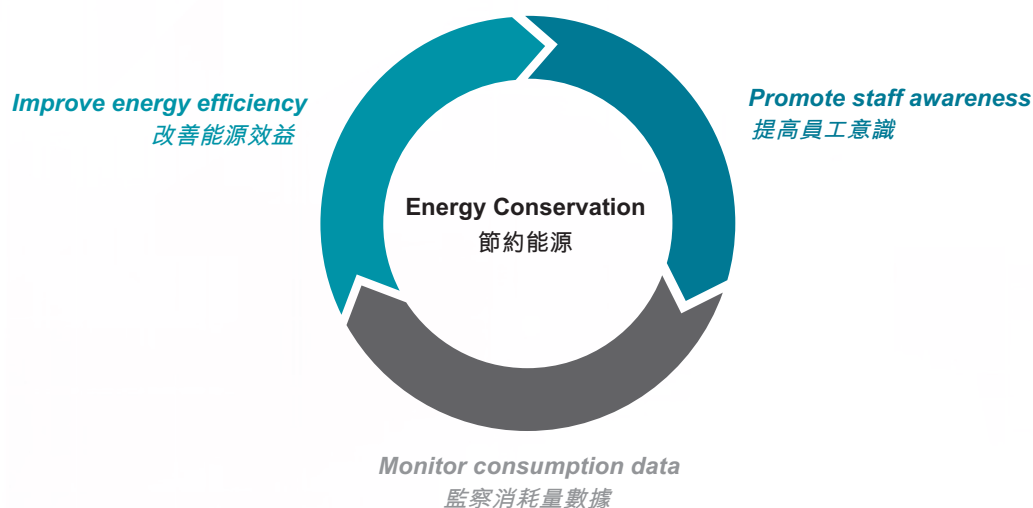 Improve energy efficiency
改善能源效益
Promote staff awareness
提高員工意識
Energy Conservation
節約能源
Monitor consumption data
監察消耗量數據